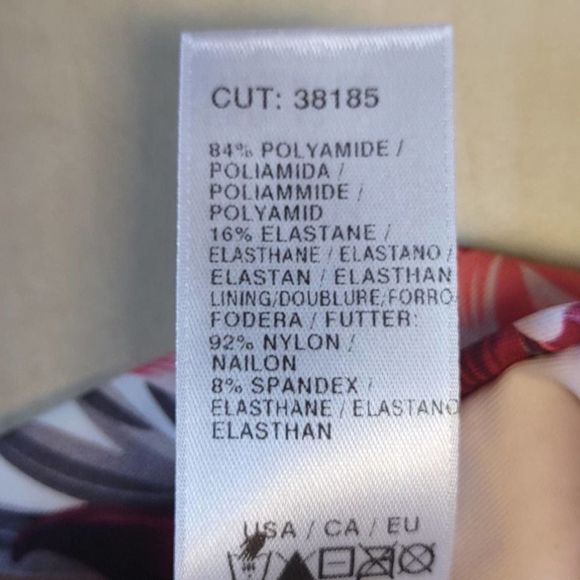 CUT: 38185
84% POLYAMIDE /
POLIAMIDA /
POLIAMMIDE /
POLYAMID
16% ELASTANE /
ELASTHANE / ELASTANO /
ELASTAN / ELASTHAN
LINING/DOUBLURE/FORRO
FODERA / FUTTER:
92% NYLON /
NAILON
8% SPANDEX /
ELASTHANE / ELASTANO
ELASTHAN
USA / CA / EU